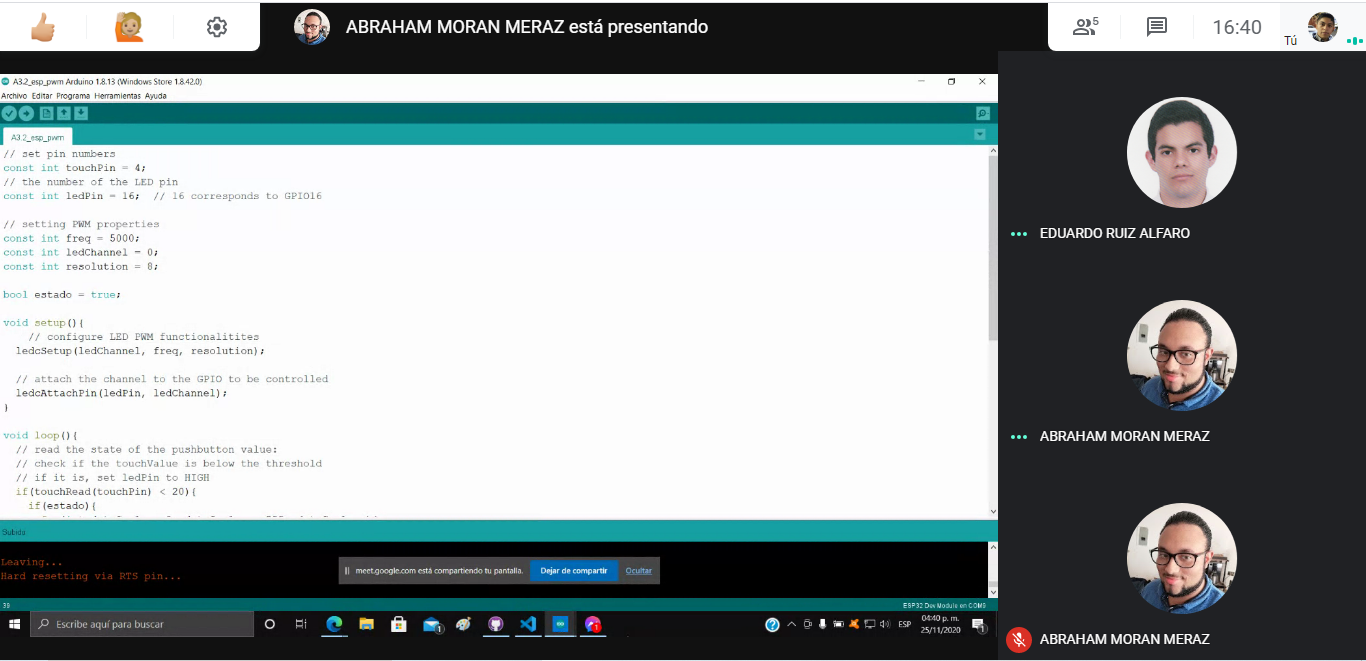 ABRAHAM MORAN MERAZ está presentando
5
16:40
Tú
A3.2_esp_pwm Arduino 1.8.13 (Windows Store 1.8.42.0)
Archivo Editar Programa Herramientas Ayuda
A3.2_esp_pwm
// set pin numbers
const int touchPin = 4;
// the number of the LED pin
const int ledPin = 16;  // 16 corresponds to GPIO16
// setting PWM properties
const int freq = 5000;
const int ledChannel = 0;
const int resolution = 8;
bool estado = true;
void setup(){
// configure LED PWM functionalitites
ledcSetup(ledChannel, freq, resolution);
// attach the channel to the GPIO to be controlled
ledcAttachPin(ledPin, ledChannel);
}
void loop(){
// read the state of the pushbutton value:
// check if the touchValue is below the threshold
// if it is, set ledPin to HIGH
if(touchRead(touchPin) < 20){
if(estado){
Subido
Leaving...
Hard resetting via RTS pin...
meet.google.com está compartiendo tu pantalla.
Dejar de compartir
Ocultar
39
ESP32 Dev Module en COM9
Escribe aquí para buscar
1
1
ESP
04:40 p. m.
25/11/2020
1
EDUARDO RUIZ ALFARO
ABRAHAM MORAN MERAZ
ABRAHAM MORAN MERAZ